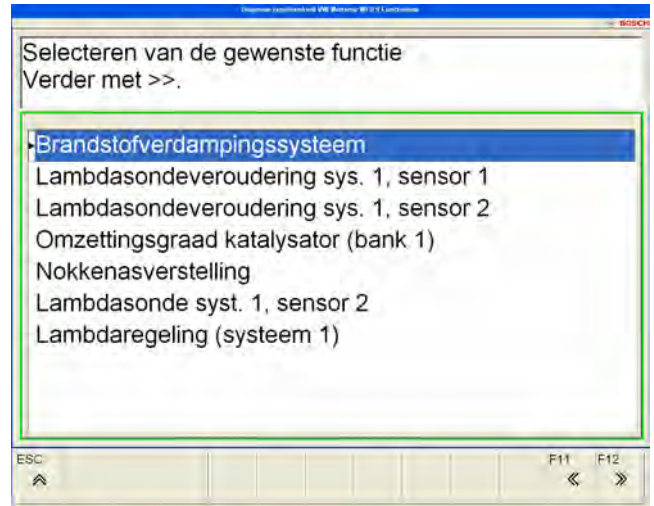 BOSCH
Selecteren van de gewenste functie
Verder met >>.
Brandstofverdampingssysteem
Lambdasondeveroudering sys. 1, sensor 1
Lambdasondeveroudering sys. 1, sensor 2
Omzettingsgraad katalysator (bank 1)
Nokkenasverstelling
Lambdasonde syst. 1, sensor 2
Lambdaregeling (systeem 1)
ESC F11 F12